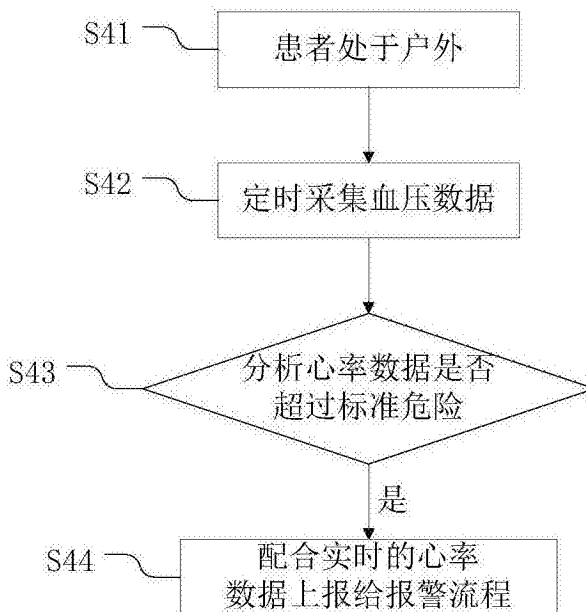 S41
患者处于户外
S42
定时采集血压数据
S43
分析心率数据是否
超过标准危险
是
S44
配合实时的心率
数据上报给报警流程